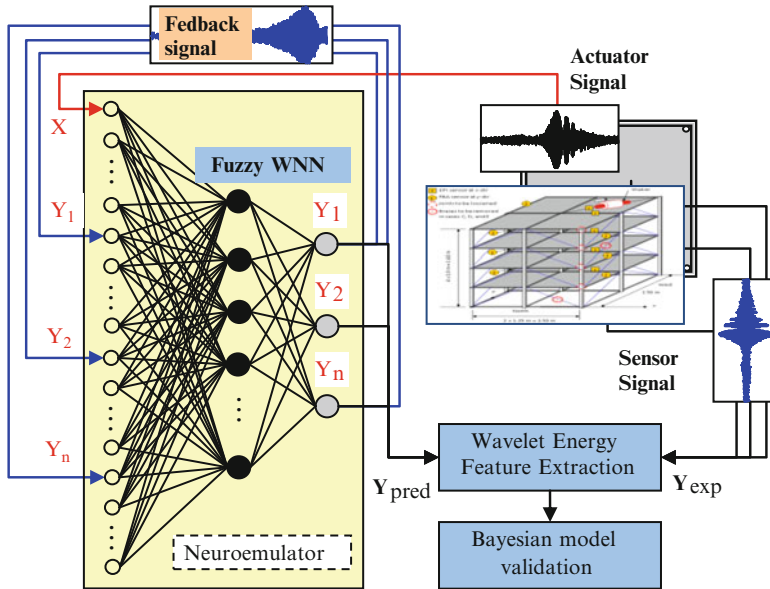 Fedback
signal
Actuator
Signal
X
Fuzzy WNN
Y1
Y1
Y2
Y2
Yn
Yn
Sensor
Signal
Wavelet Energy
Feature Extraction
Ypred
Yexp
Neuroemulator
Bayesian model
validation